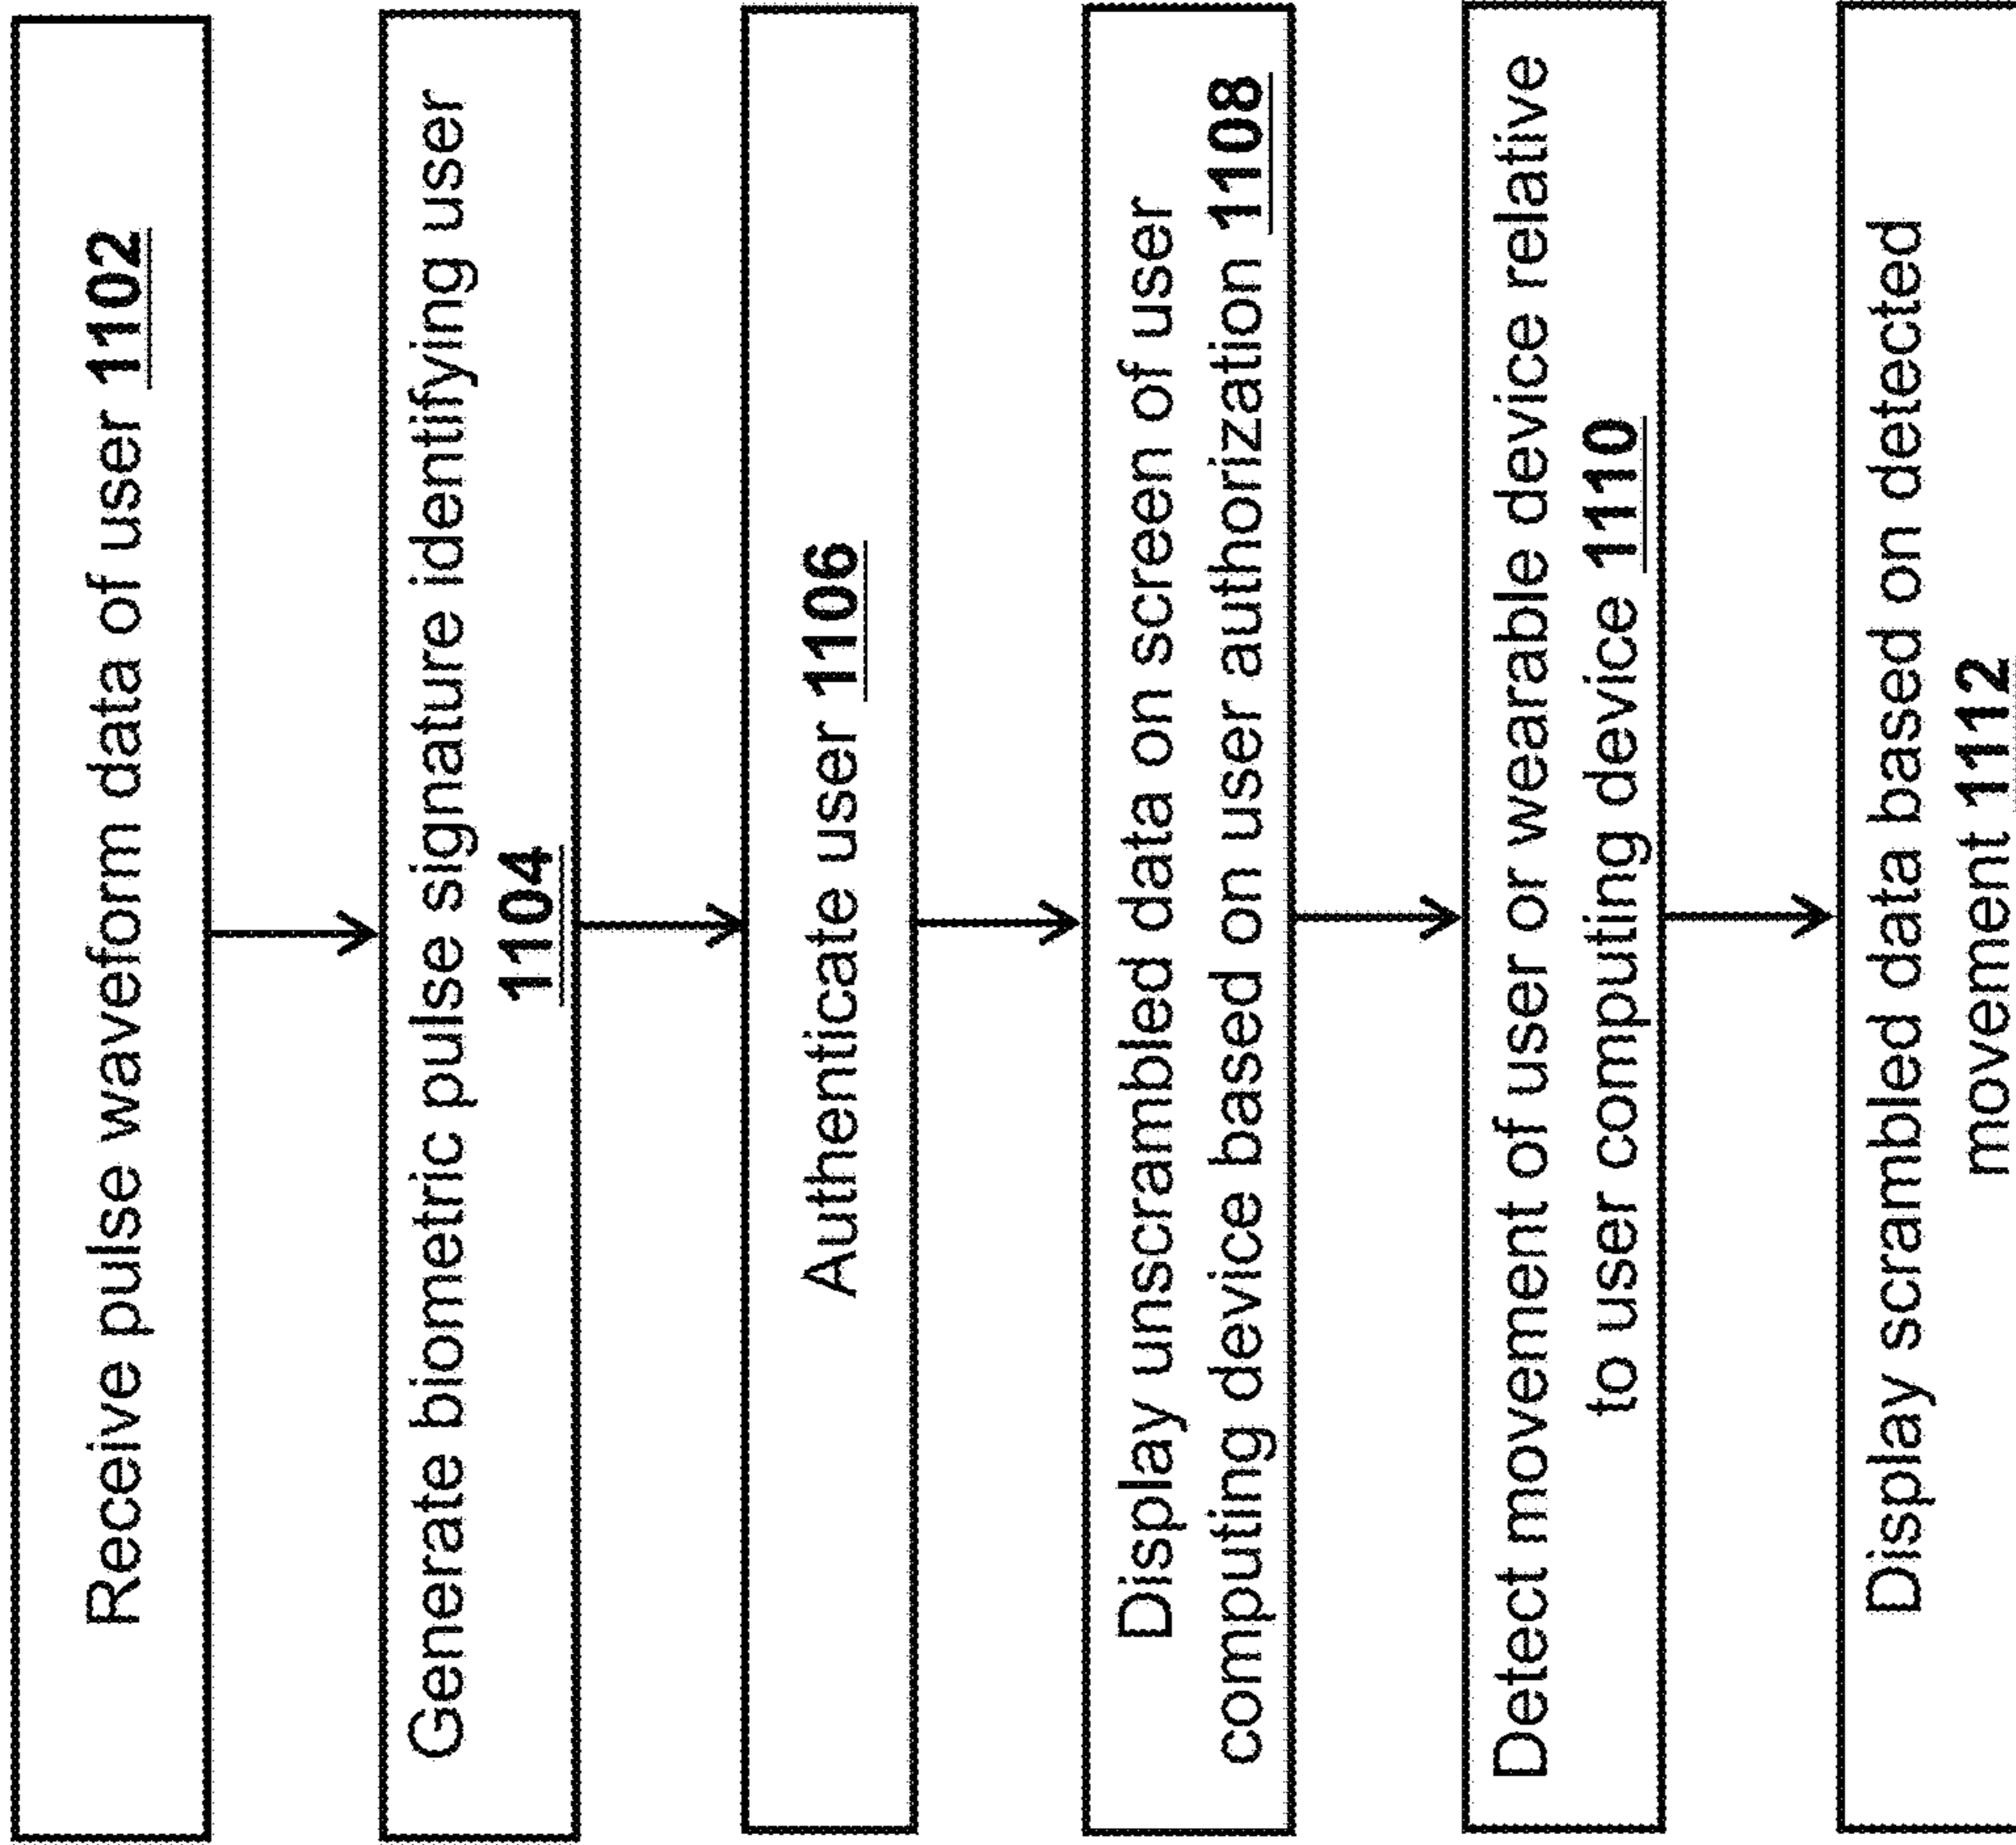 Receive pulse waveform data of user 1102
Generate biometric pulse signature identifying user
1104
Authenticate user 1106
Display unscrambled data on screen of user
computing device based on user authorization 1108
Detect movement of user or wearable device relative
to user computing device 1110
Display scrambled data based on detected
movement 1112